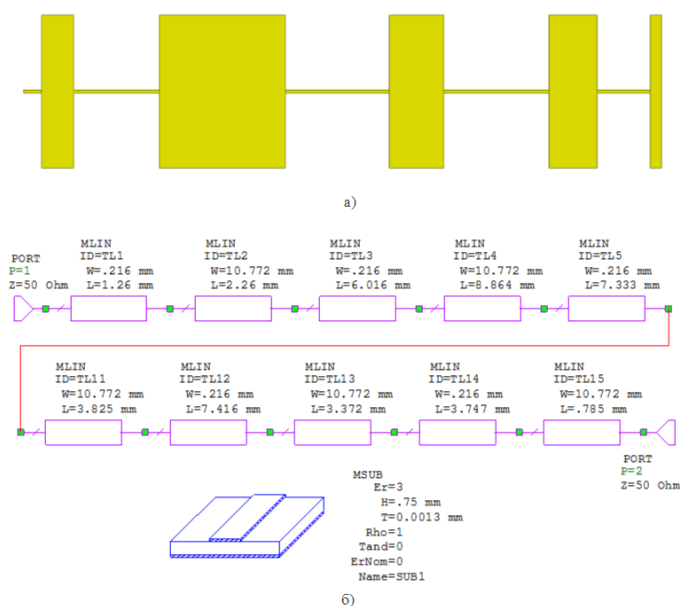 а)
PORT
P=1
Z=50 Ohm
MLIN
ID=TL1
W=.216 mm
L=1.26 mm
MLIN
ID=TL2
W=10.772 mm
L=2.26 mm
MLIN
ID=TL3
W=.216 mm
L=6.016 mm
MLIN
ID=TL4
W=10.772 mm
L=8.864 mm
MLIN
ID=TL5
W=.216 mm
L=7.333 mm
MLIN
ID=TL11
W=10.772 mm
L=3.825 mm
MLIN
ID=TL12
W=.216 mm
L=7.416 mm
MLIN
ID=TL13
W=10.772 mm
L=3.372 mm
MLIN
ID=TL14
W=.216 mm
L=3.747 mm
MLIN
ID=TL15
W=10.772 mm
L=.785 mm
PORT
P=2
Z=50 Ohm
MSUB
Er=3
H=.75 mm
T=0.0013 mm
Rho=1
Tand=0
ErNom=0
Name=SUB1
б)